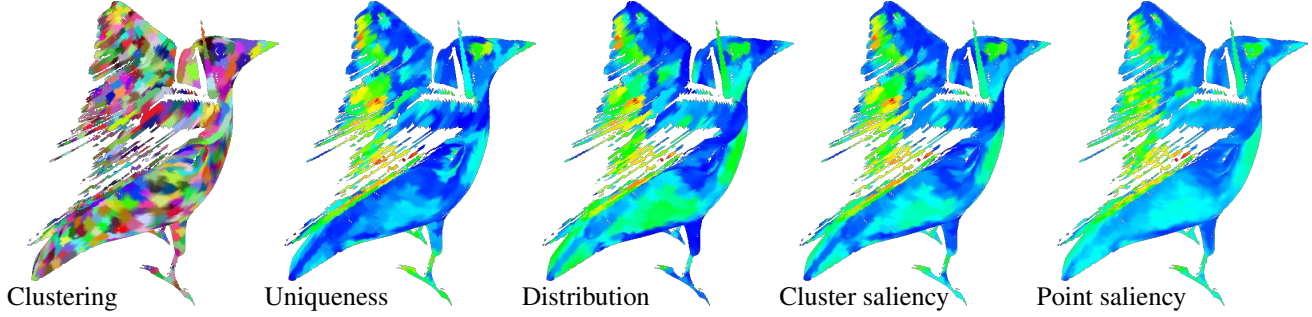 Clustering
Uniqueness
Distribution
Cluster saliency
Point saliency